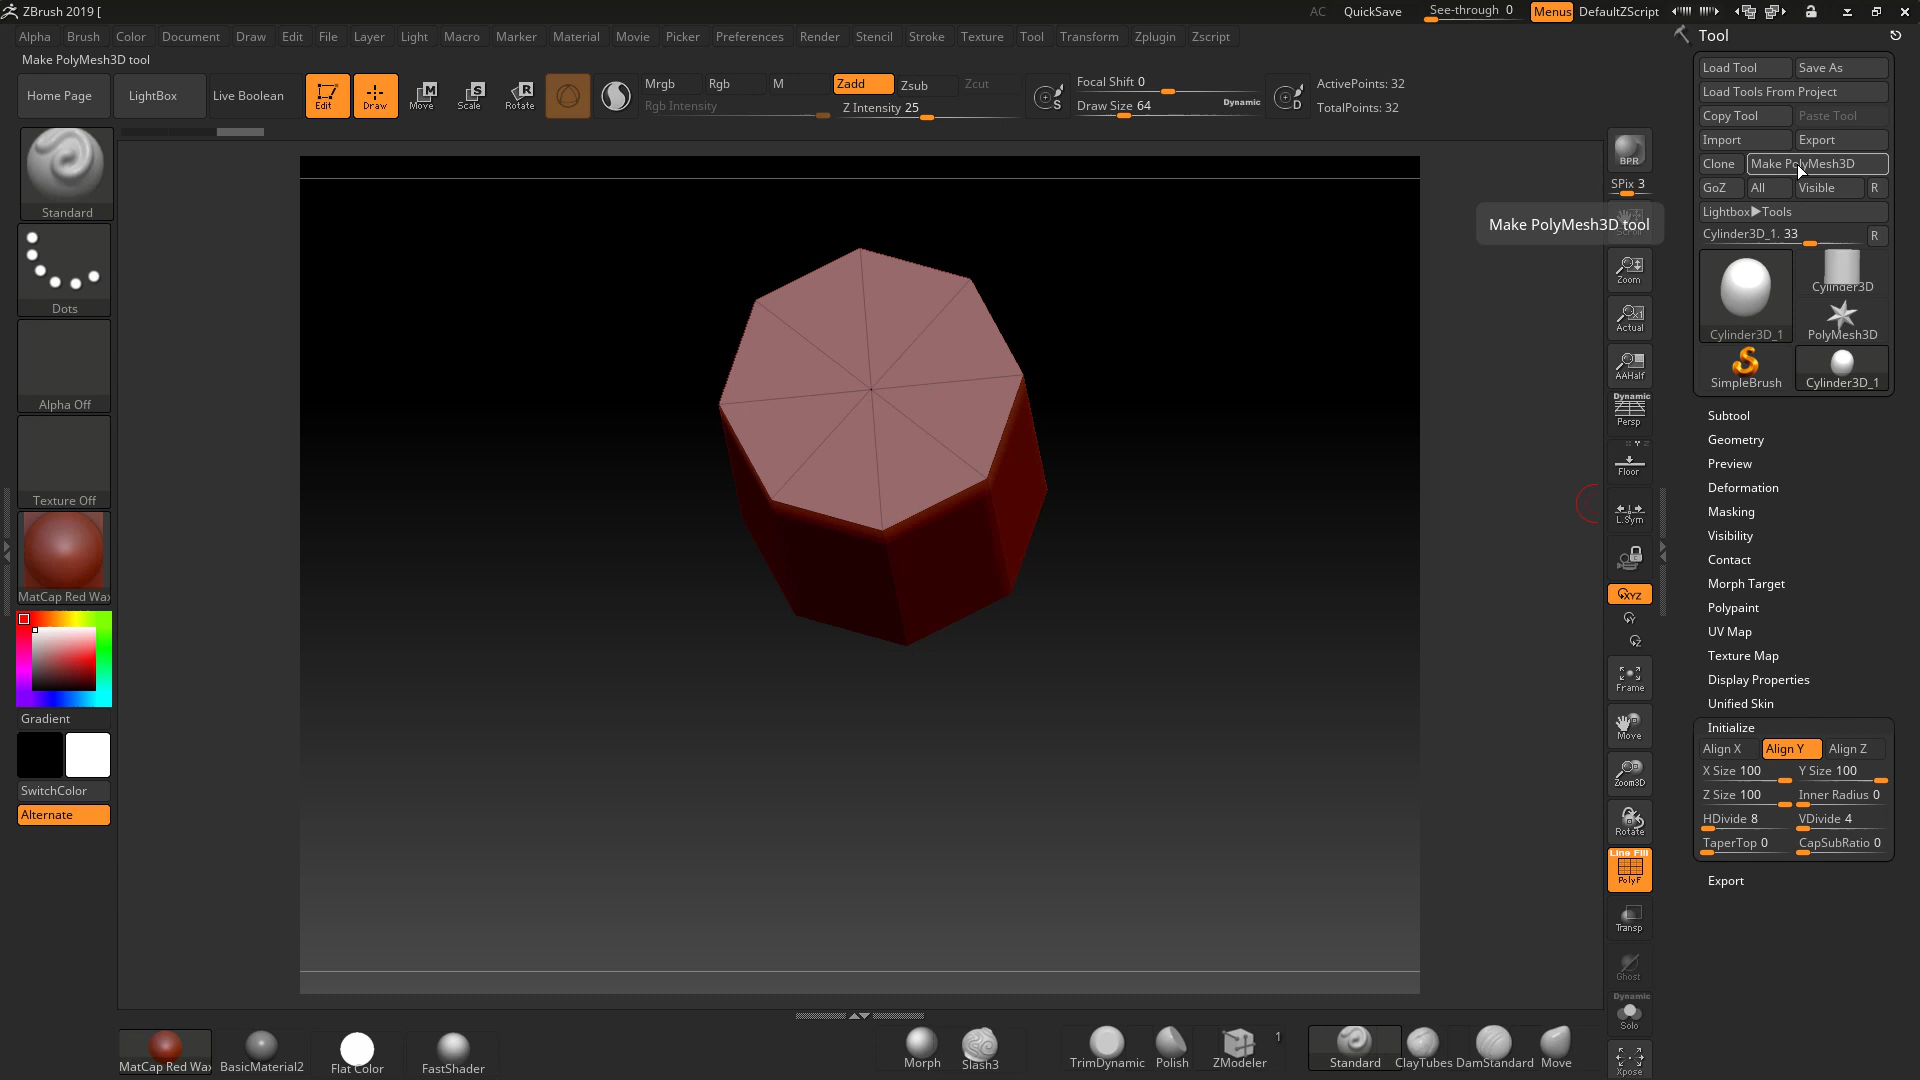 ZBrush 2019 [
AC QuickSave See-through 0 Menus DefaultZScript
Alpha Brush Color Document Draw Edit File Layer Light Macro Marker Material Movie Picker Preferences Render Stencil Stroke Texture Tool Transform Zplugin Zscript
Tool
Make PolyMesh3D tool
Home Page LightBox Live Boolean Edit Draw Move Scale Rotate
Mrgb Rgb M Zadd Zsub Zcut
Rgb Intensity Z Intensity 25
S Focal Shift 0
Draw Size 64 Dynamic
D ActivePoints: 32
TotalPoints: 32
Standard
Dots
Alpha Off
Texture Off
MatCap Red Wax
Gradient
SwitchColor
Alternate
BPR
SPix 3
Scroll
Zoom
Actual
AAHalf
Dynamic
Persp
Floor
L.Sym
XYZ
Y
Z
Frame
Move
Zoom3D
Rotate
Line Fill
PolyF
Transp
Ghost
Dynamic
Solo
Xpose
Make PolyMesh3D tool
Load Tool Save As
Load Tools From Project
Copy Tool Paste Tool
Import Export
Clone Make PolyMesh3D
GoZ All Visible R
Lightbox▶Tools
Cylinder3D_1. 33 R
Cylinder3D_1 Cylinder3D
PolyMesh3D
SimpleBrush Cylinder3D_1
Subtool
Geometry
Preview
Deformation
Masking
Visibility
Contact
Morph Target
Polypaint
UV Map
Texture Map
Display Properties
Unified Skin
Initialize
Align X Align Y Align Z
X Size 100 Y Size 100
Z Size 100 Inner Radius 0
HDivide 8 VDivide 4
TaperTop 0 CapSubRatio 0
Export
MatCap Red Wax BasicMaterial2 Flat Color FastShader Morph Slash3 TrimDynamic Polish ZModeler 1 Standard ClayTubes DamStandard Move